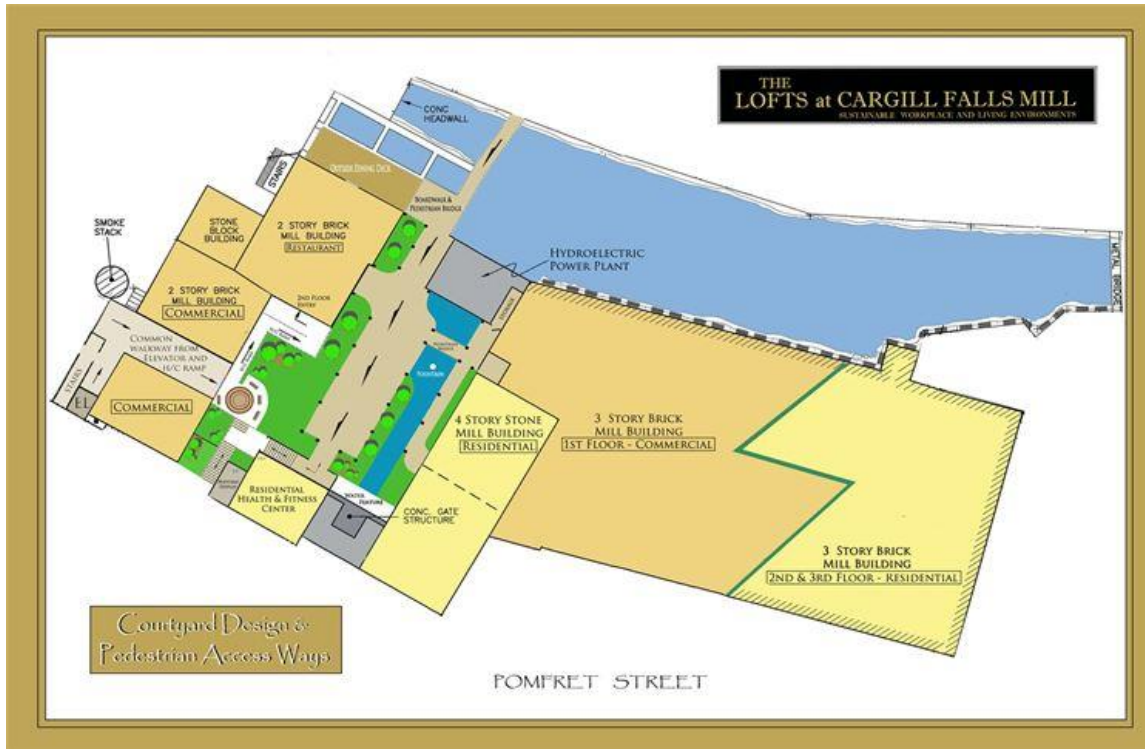 THE
LOFTS at CARGILL FALLS MILL
SUSTAINABLE WORKPLACE AND LIVING ENVIRONMENTS
CONC
HEADWALL
STAIRS
OUTSIDE DINING DECK
BOARDWALK &
PEDESTRIAN BRIDGE
SMOKE
STACK
STONE
BLOCK
BUILDING
2 STORY BRICK
MILL BUILDING
RESTAURANT
HYDROELECTRIC
POWER PLANT
METAL BRIDGE
2 STORY BRICK
MILL BUILDING
COMMERCIAL
2ND FLOOR
ENTRY
STORAGE
COMMON
WALKWAY FROM
ELEVATOR AND
H/C RAMP
STAIRS
EL
COMMERCIAL
FOUNTAIN
4 STORY STONE
MILL BUILDING
RESIDENTIAL
3 STORY BRICK
MILL BUILDING
1ST FLOOR - COMMERCIAL
RESIDENTIAL
HEALTH & FITNESS
CENTER
WATER
FEATURE
CONC. GATE
STRUCTURE
3 STORY BRICK
MILL BUILDING
2ND & 3RD FLOOR - RESIDENTIAL
Courtyard Design &
Pedestrian Access Ways
POMFRET STREET